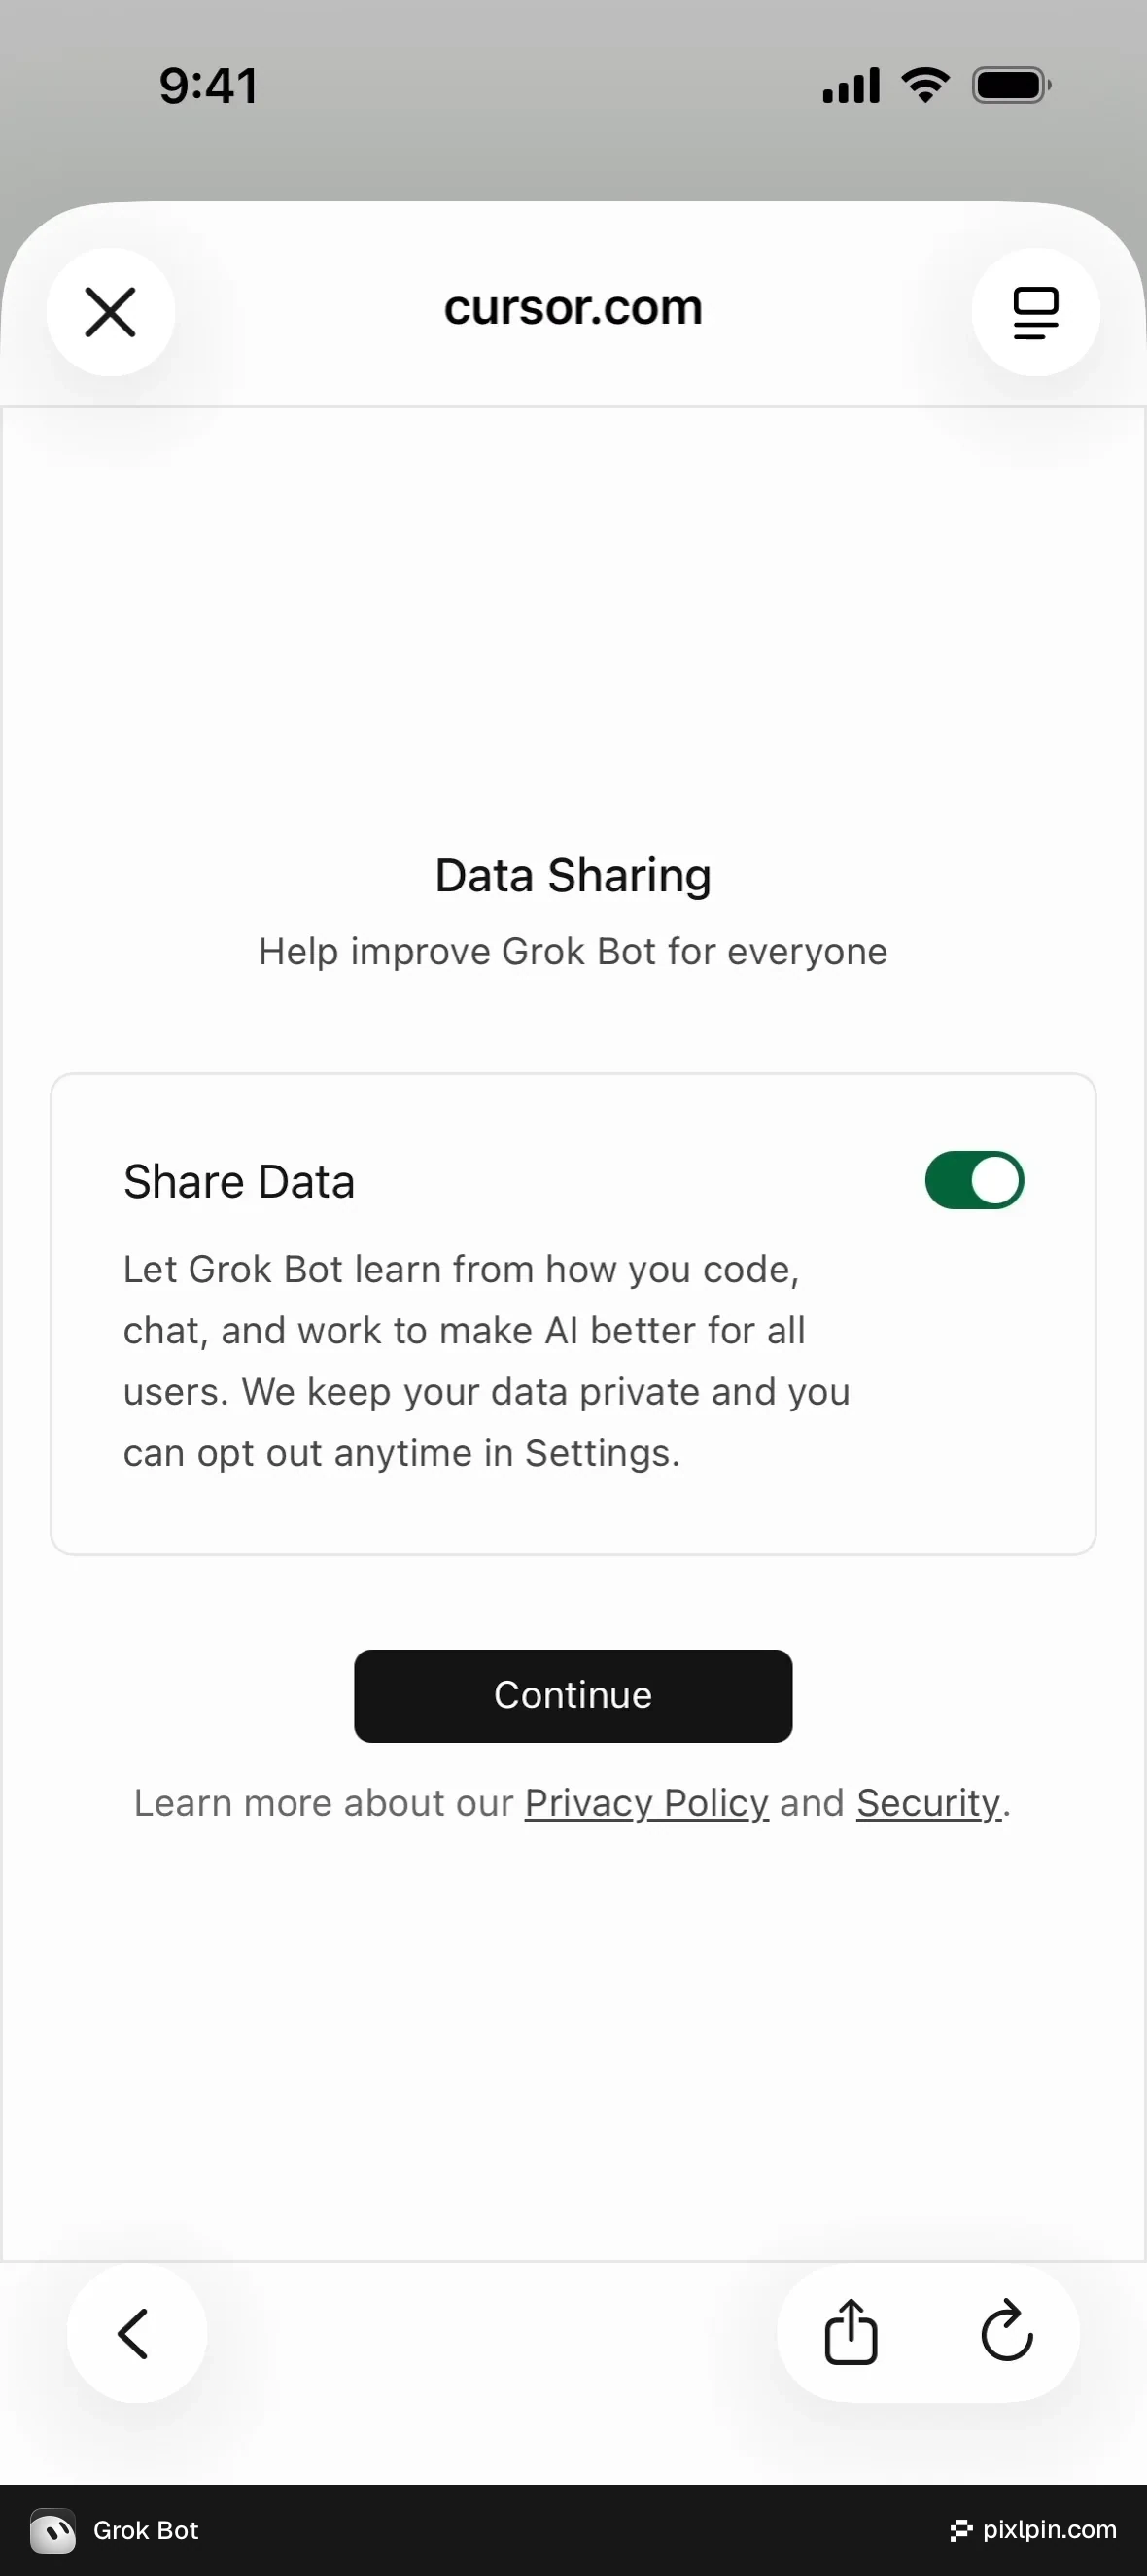 9:41
cursor.com
Data Sharing
Help improve Grok Bot for everyone
Share Data
Let Grok Bot learn from how you code,
chat, and work to make AI better for all
users. We keep your data private and you
can opt out anytime in Settings.
Continue
Learn more about our Privacy Policy and Security.
Grok Bot
pixlpin.com